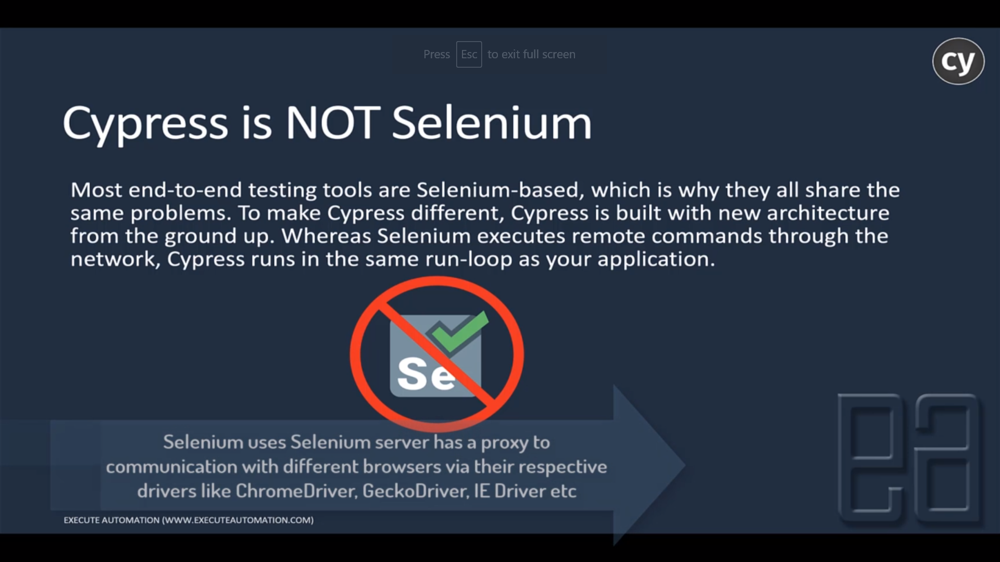 Press Esc to exit full screen
cy
Cypress is NOT Selenium
Most end-to-end testing tools are Selenium-based, which is why they all share the
same problems. To make Cypress different, Cypress is built with new architecture
from the ground up. Whereas Selenium executes remote commands through the
network, Cypress runs in the same run-loop as your application.
Se
Selenium uses Selenium server has a proxy to
communication with different browsers via their respective
drivers like ChromeDriver, GeckoDriver, IE Driver etc
EXECUTE AUTOMATION (WWW.EXECUTEAUTOMATION.COM)
ea